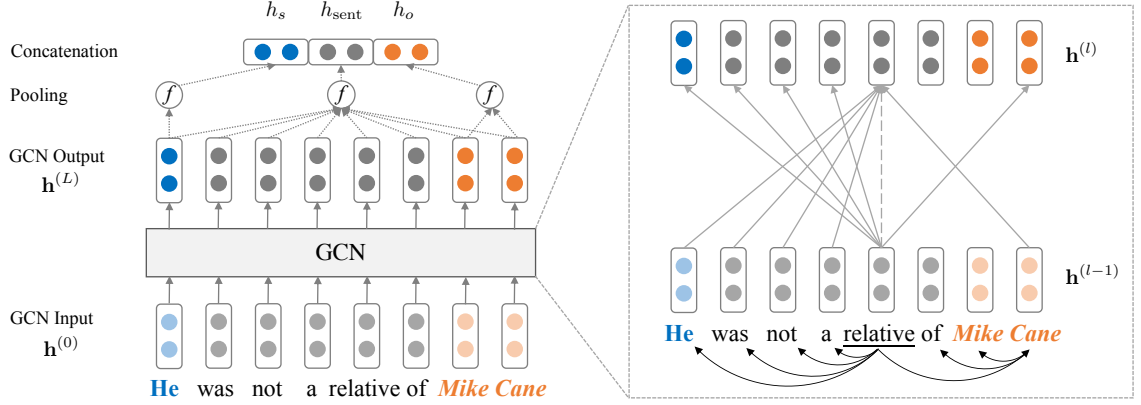 h_s h_sent h_o
Concatenation
Pooling
f f f
GCN Output
h^(L)
GCN
GCN Input
h^(0)
He was not a relative of Mike Cane
h^(l)
h^(l−1)
He was not a relative of Mike Cane